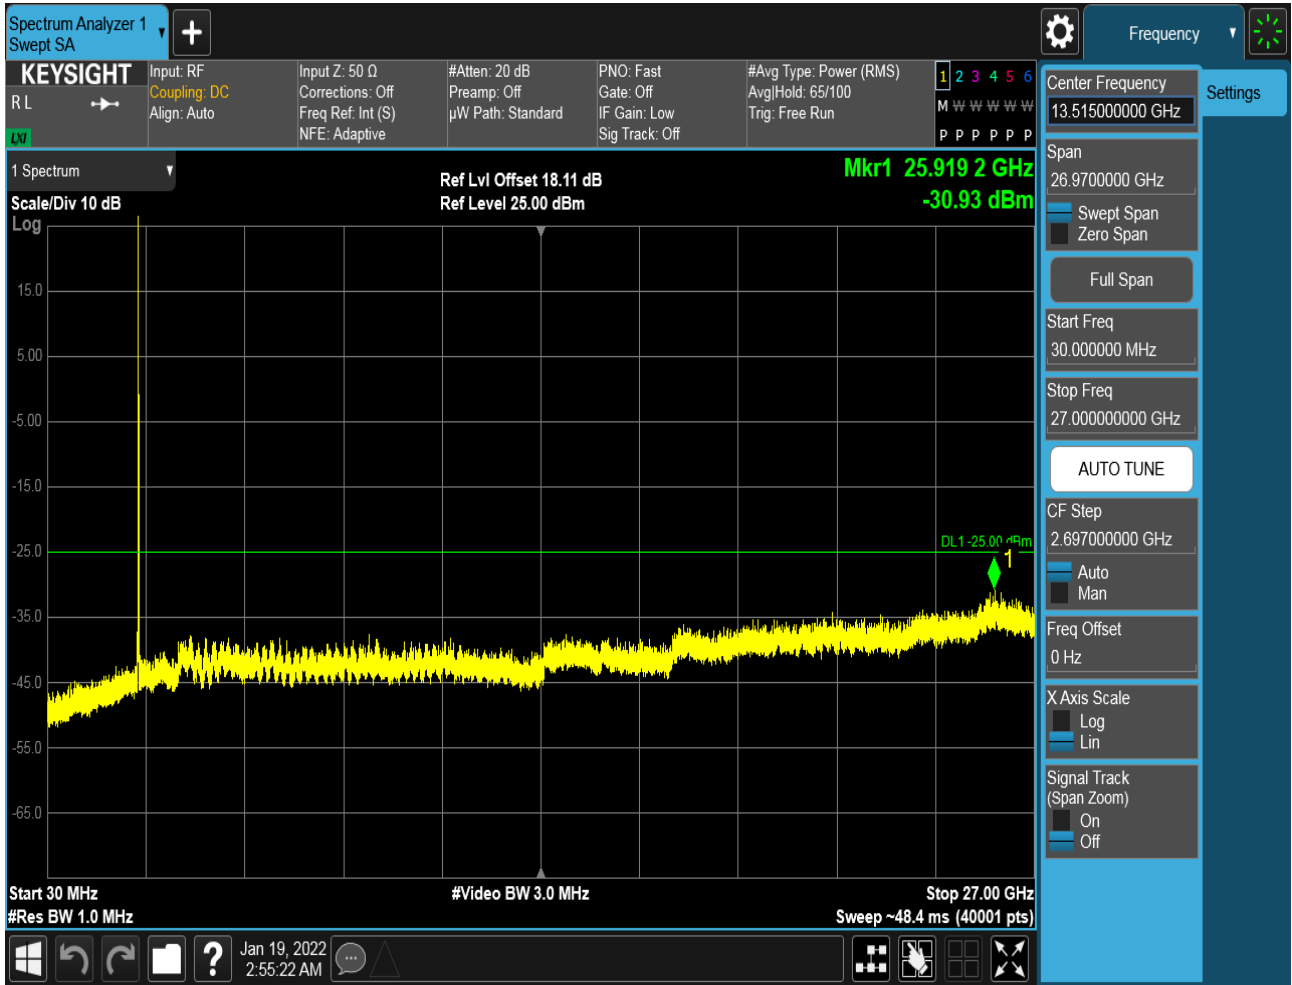 Spectrum Analyzer 1
Swept SA
Frequency
KEYSIGHT
R L
LXI
Input: RF
Coupling: DC
Align: Auto
Input Z: 50 Ω
Corrections: Off
Freq Ref: Int (S)
NFE: Adaptive
#Atten: 20 dB
Preamp: Off
µW Path: Standard
PNO: Fast
Gate: Off
IF Gain: Low
Sig Track: Off
#Avg Type: Power (RMS)
Avg|Hold: 65/100
Trig: Free Run
1 2 3 4 5 6
M W W W W W
P P P P P P
1 Spectrum
Scale/Div 10 dB
Log
Ref Lvl Offset 18.11 dB
Ref Level 25.00 dBm
Mkr1 25.919 2 GHz
-30.93 dBm
15.0
5.00
-5.00
-15.0
-25.0
-35.0
-45.0
-55.0
-65.0
DL1 -25.00 dBm
1
Start 30 MHz
#Res BW 1.0 MHz
#Video BW 3.0 MHz
Stop 27.00 GHz
Sweep ~48.4 ms (40001 pts)
Jan 19, 2022
2:55:22 AM
Center Frequency
13.515000000 GHz
Span
26.9700000 GHz
Swept Span
Zero Span
Full Span
Start Freq
30.000000 MHz
Stop Freq
27.000000000 GHz
AUTO TUNE
CF Step
2.697000000 GHz
Auto
Man
Freq Offset
0 Hz
X Axis Scale
Log
Lin
Signal Track
(Span Zoom)
On
Off
Settings